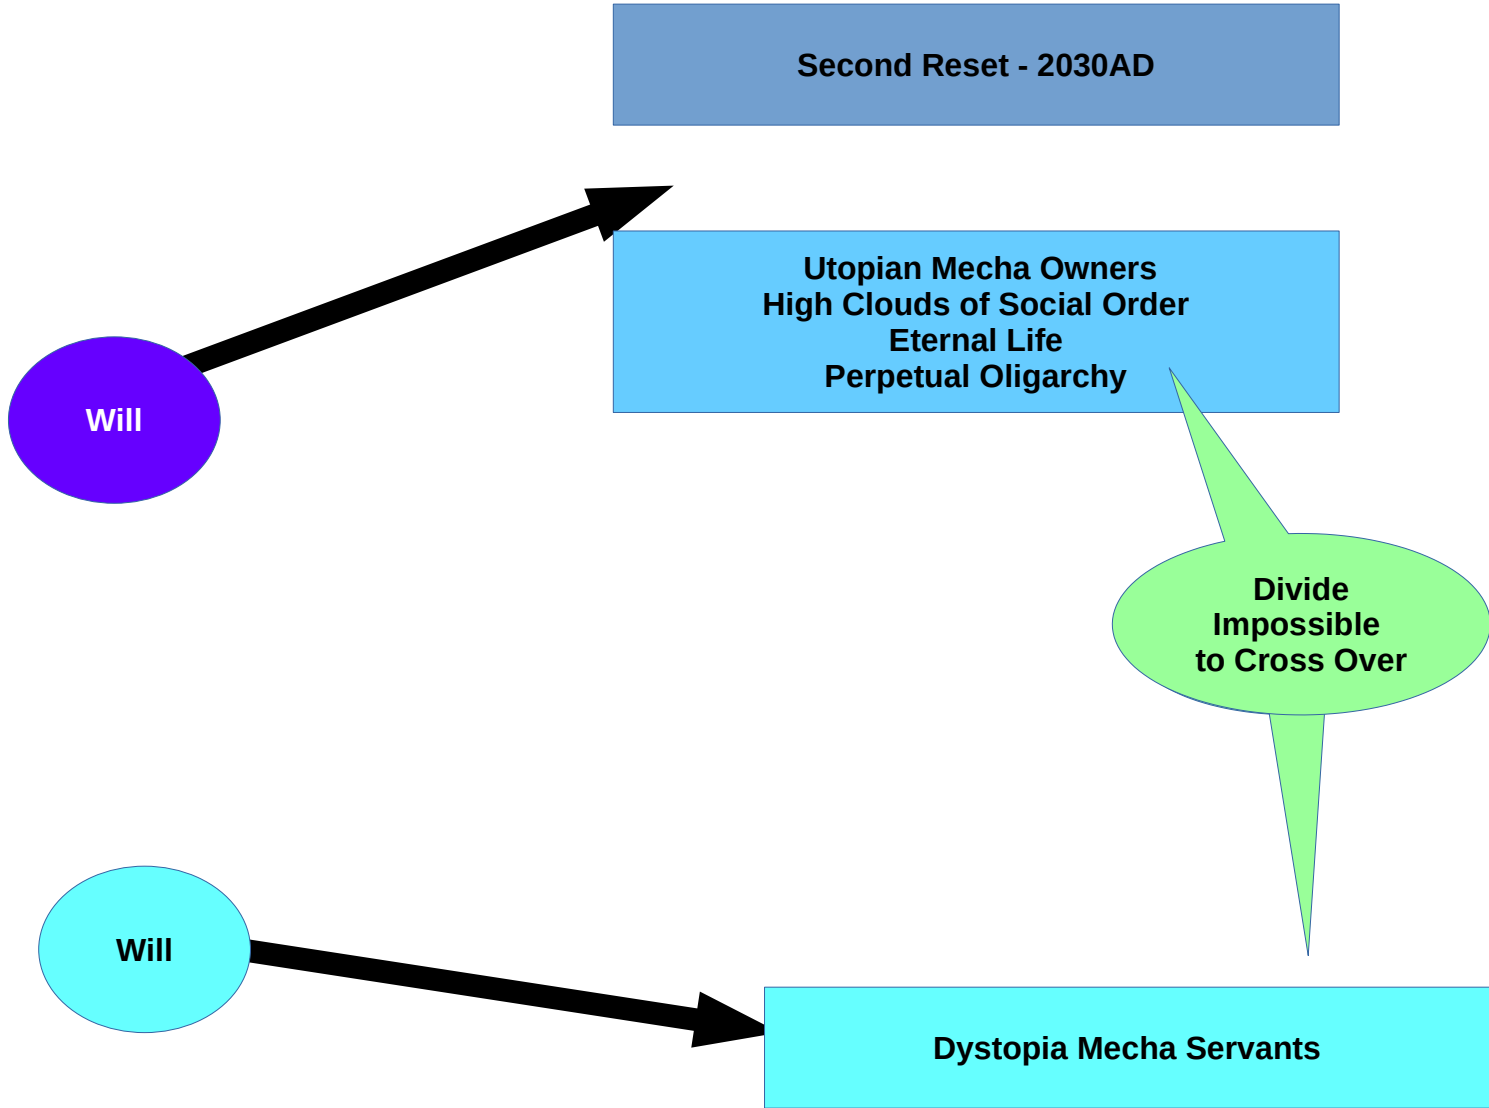 Second Reset - 2030AD
Utopian Mecha Owners
High Clouds of Social Order
Eternal Life
Perpetual Oligarchy
Will
Divide
Impossible
to Cross Over
Will
Dystopia Mecha Servants